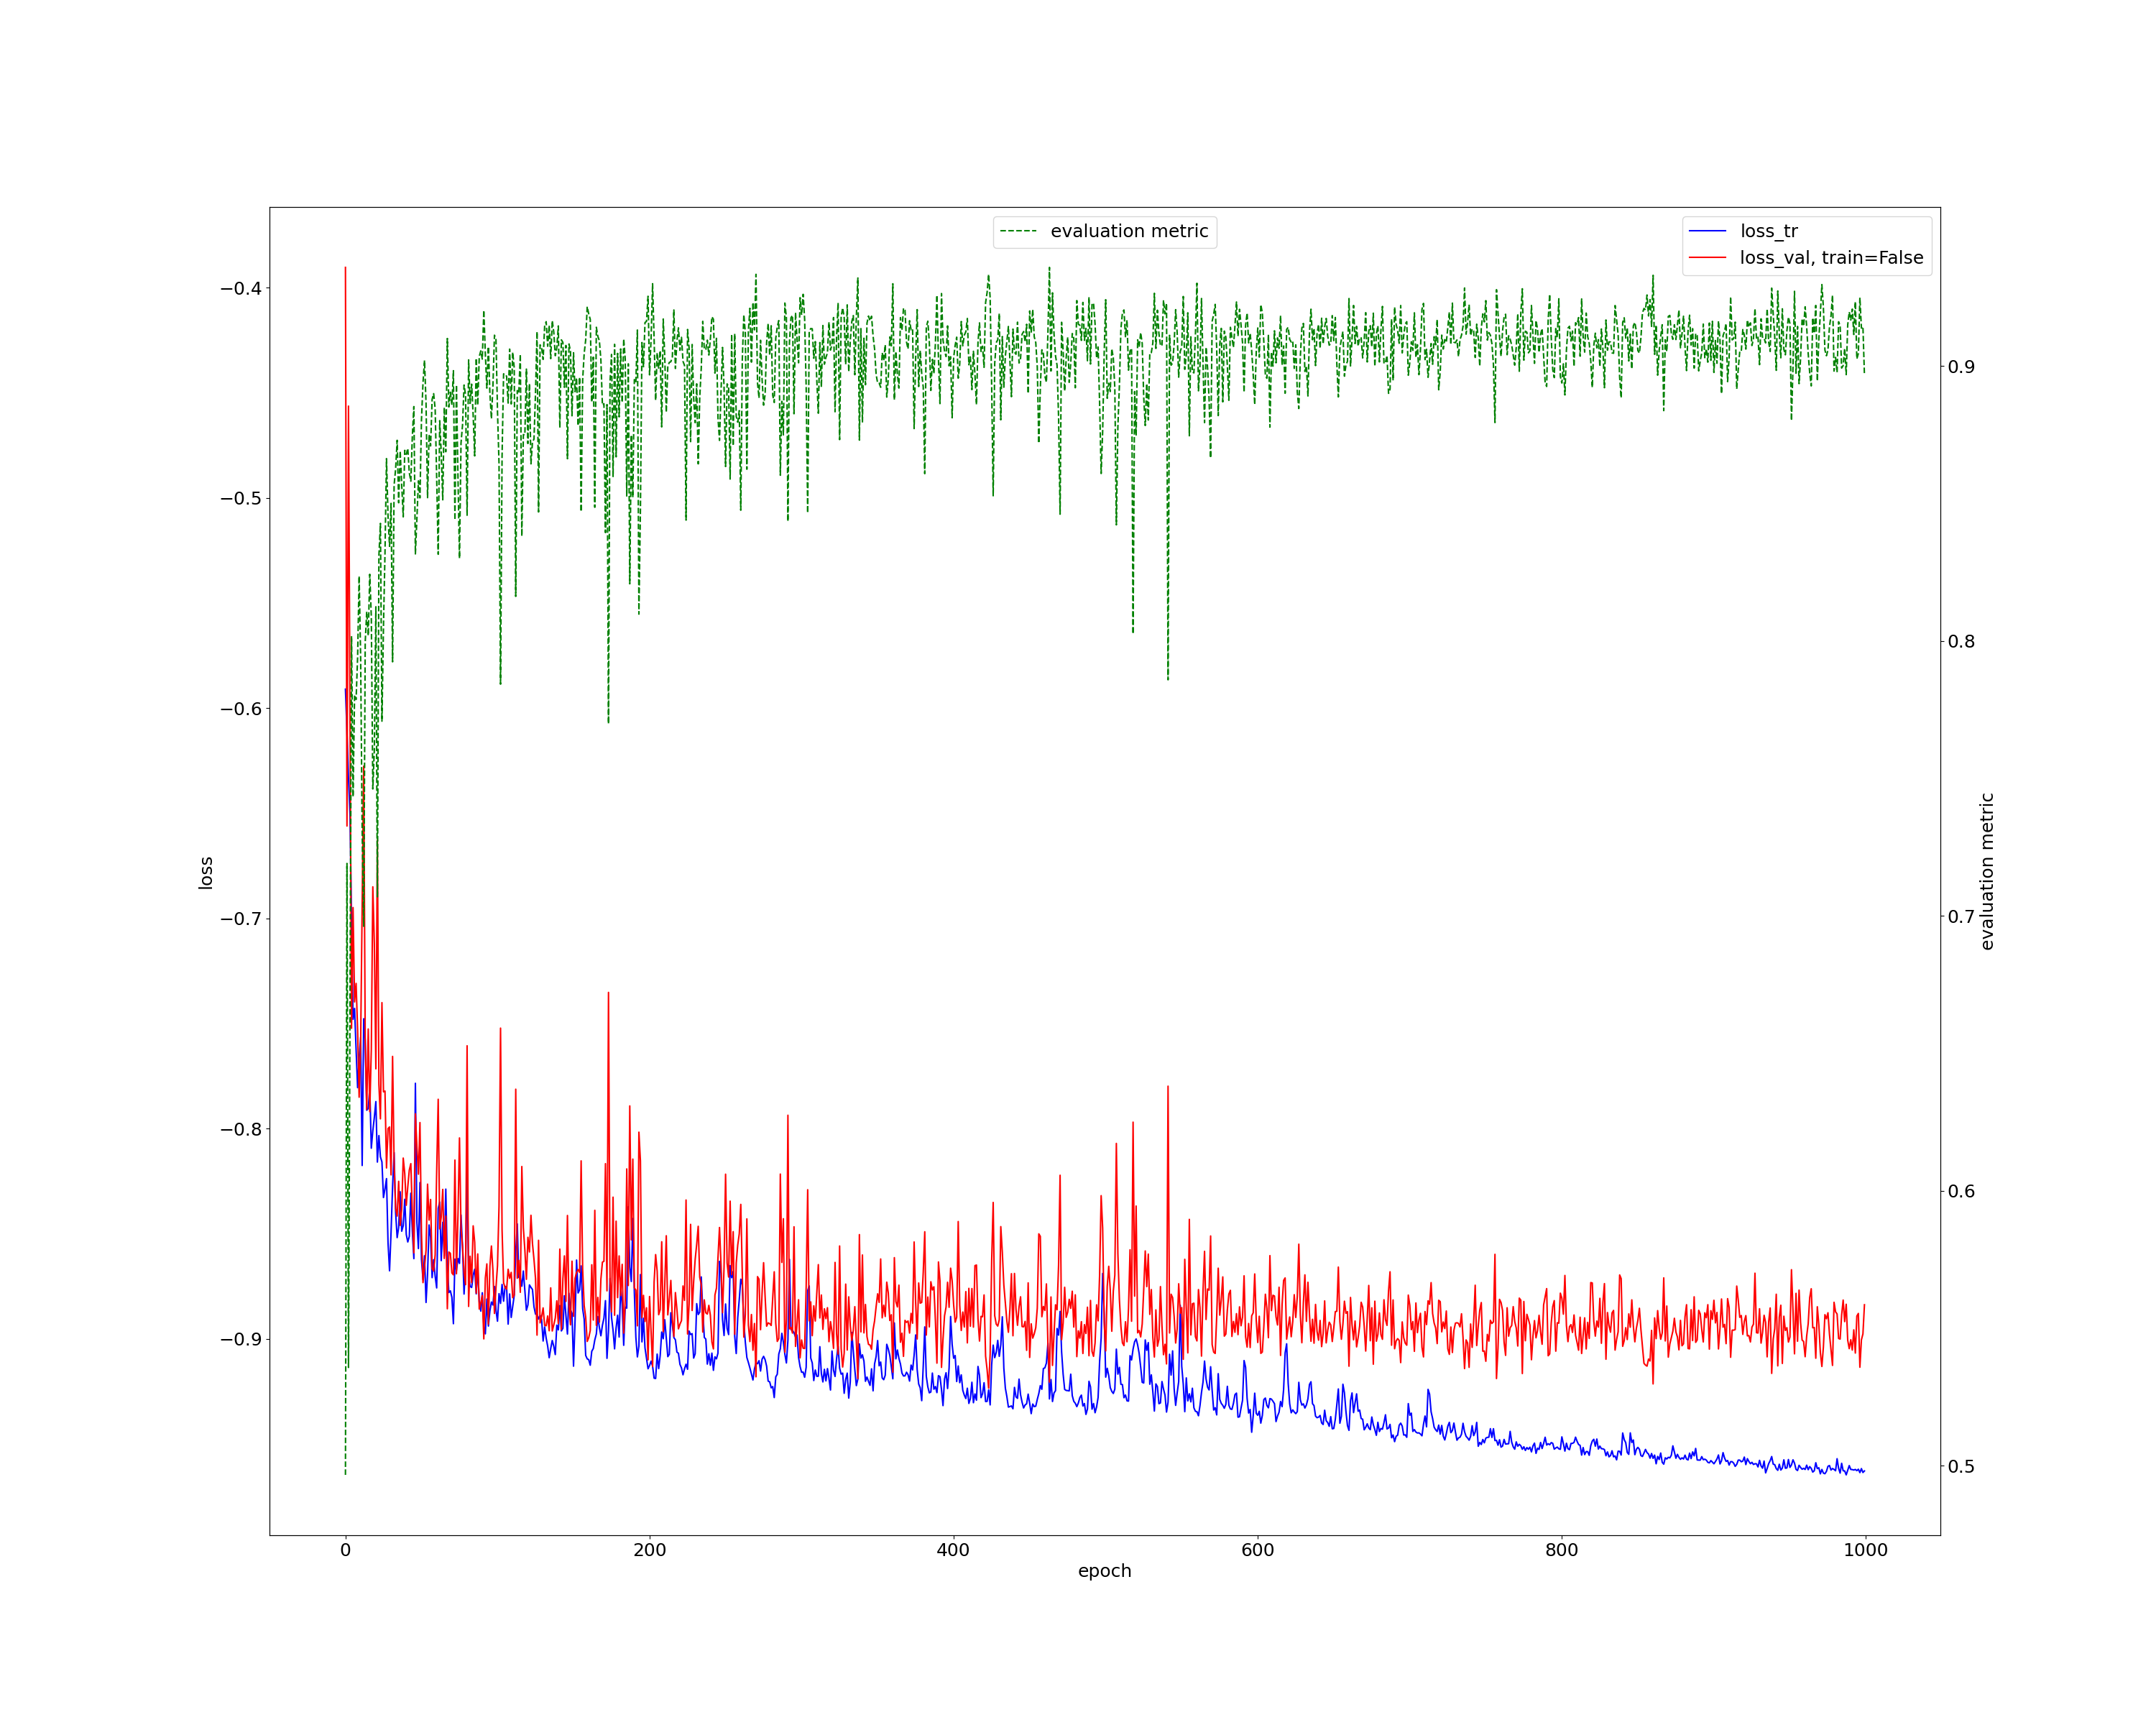 evaluation metric
loss_tr
loss_val, train=False
−0.4
−0.5
−0.6
−0.7
−0.8
−0.9
loss
0.9
0.8
0.7
0.6
0.5
evaluation metric
0
200
400
600
800
1000
epoch